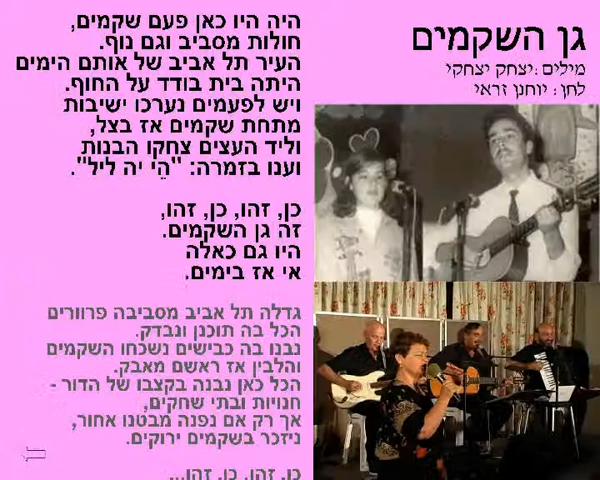 גן השקמים
מילים :יצחק יצחקי
לחן : יוחנן זראי
היה היו כאן פעם שקמים,
חולות מסביב וגם נוף.
העיר תל אביב של אותם הימים
היתה בית בודד על החוף.
ויש לפעמים נערכו ישיבות
מתחת שקמים אז בצל,
וליד העצים צחקו הבנות
וענו בזמרה: "הֵי יה ליל".
כן, זהו, כן, זהו,
זה גן השקמים.
היו גם כאלה
אי אז בימים.
גדלה תל אביב מסביבה פרוורים
הכל בה תוכנן ונבדק.
נבנו בה כבישים נשכחו השקמים
והלבין אז ראשם מאבק.
הכל כאן נבנה בקצבו של הדור -
חנויות ובתי שחקים,
אך רק אם נפנה מבטנו אחור,
ניזכר בשקמים ירוקים.
כן, זהו, כן, זהו...